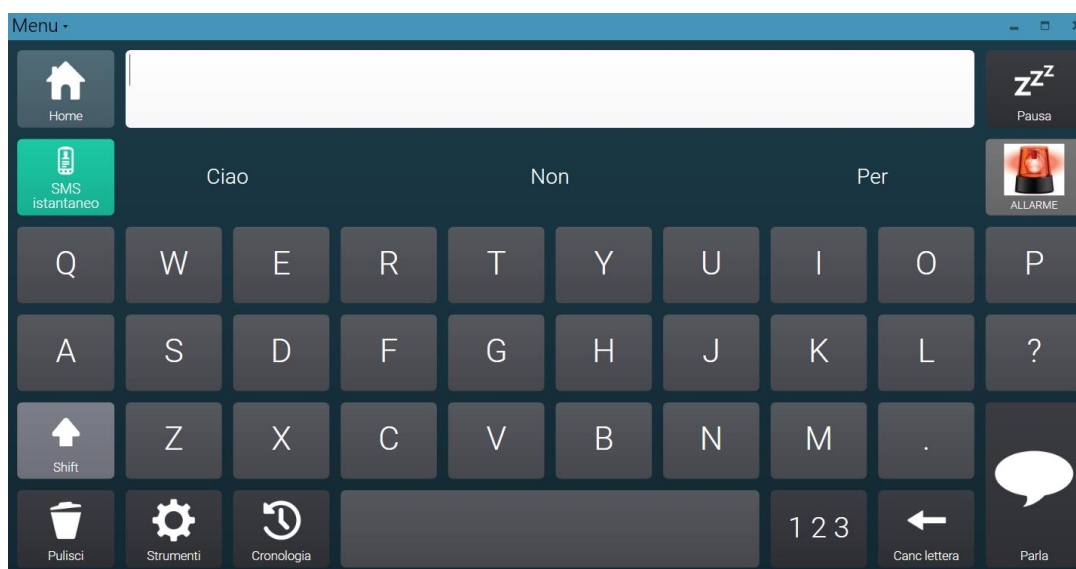 Menu
Home
zzz
Pausa
SMS
istantaneo
Ciao
Non
Per
ALLARME
Q W E R T Y U I O P
A S D F G H J K L ?
Shift
Z X C V B N M .
Pulisci
Strumenti
Cronologia
1 2 3
Canc lettera
Parla